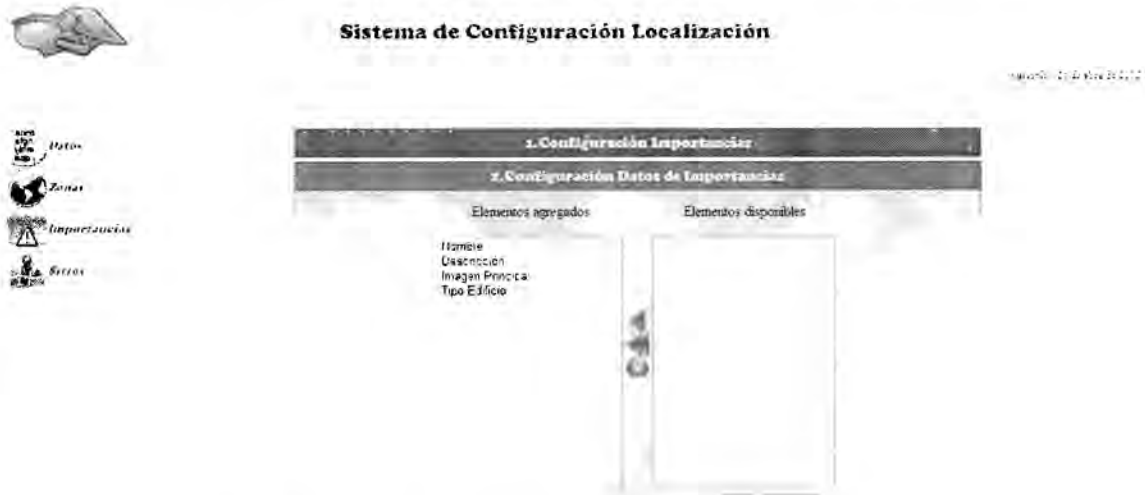 Sistema de Configuración Localización
Datos
Zonas
Importancias
Sitios
1.Configuración Importancias
2.Configuración Datos de Importancias
Elementos agregados
Elementos disponibles
Nombre
Descripción
Imagen Principal
Tipo Edificio